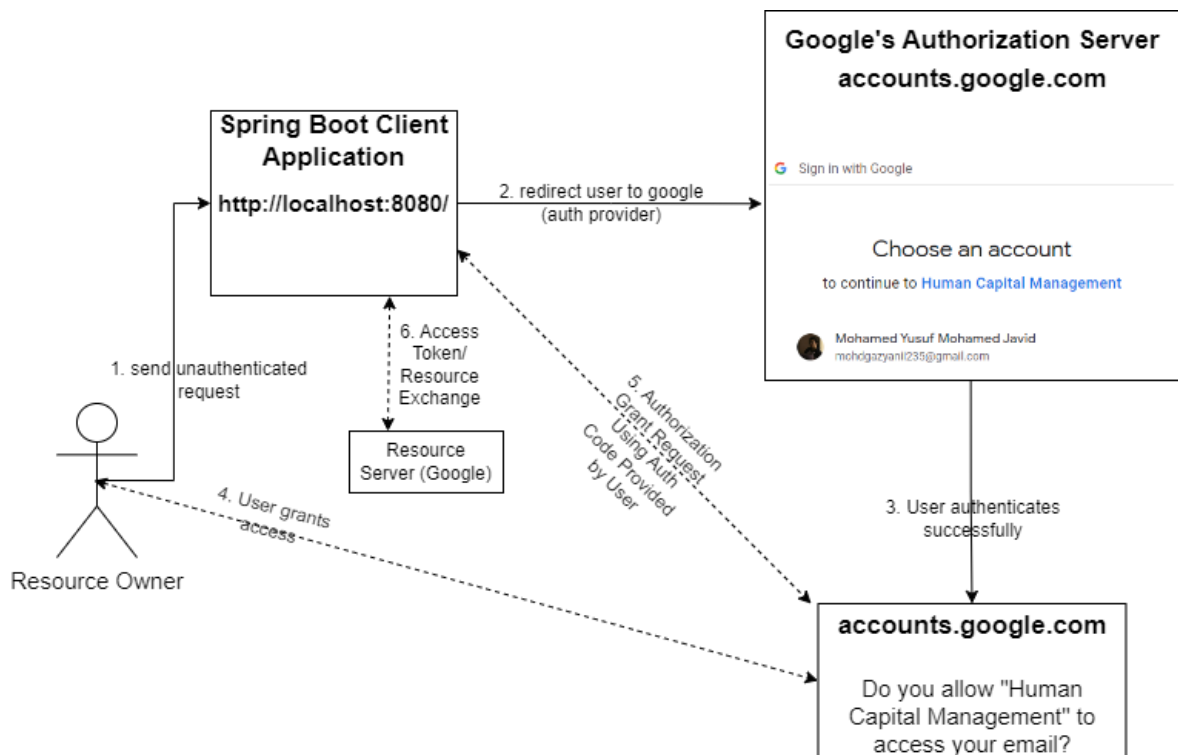 Google's Authorization Server
accounts.google.com
Sign in with Google
Choose an account
to continue to Human Capital Management
Mohamed Yusuf Mohamed Javid
mohdgazyanli235@gmail.com
Spring Boot Client
Application
http://localhost:8080/
2. redirect user to google
(auth provider)
1. send unauthenticated
request
6. Access
Token/
Resource
Exchange
Resource
Server (Google)
5. Authorization
Grant Request
Using Auth
Code Provided
by User
4. User grants
access
3. User authenticates
successfully
Resource Owner
accounts.google.com
Do you allow "Human
Capital Management" to
access your email?